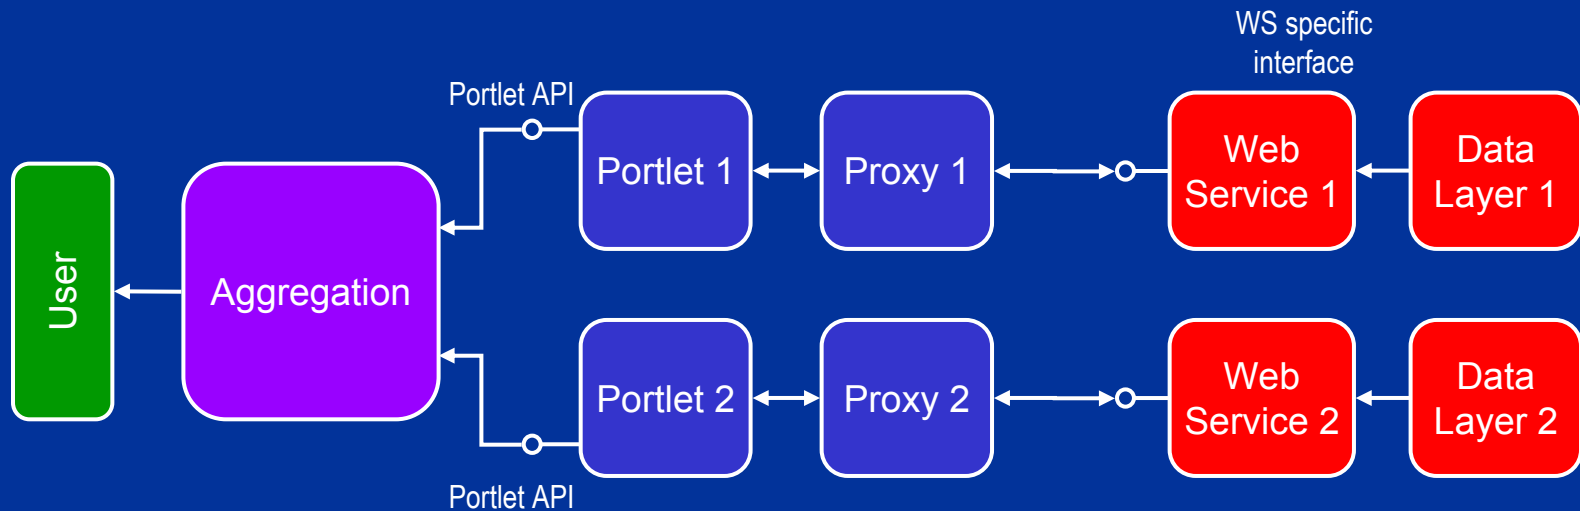 WS specific
interface
Portlet API
Portlet 1
Proxy 1
Web
Service 1
Data
Layer 1
User
Aggregation
Portlet 2
Proxy 2
Web
Service 2
Data
Layer 2
Portlet API